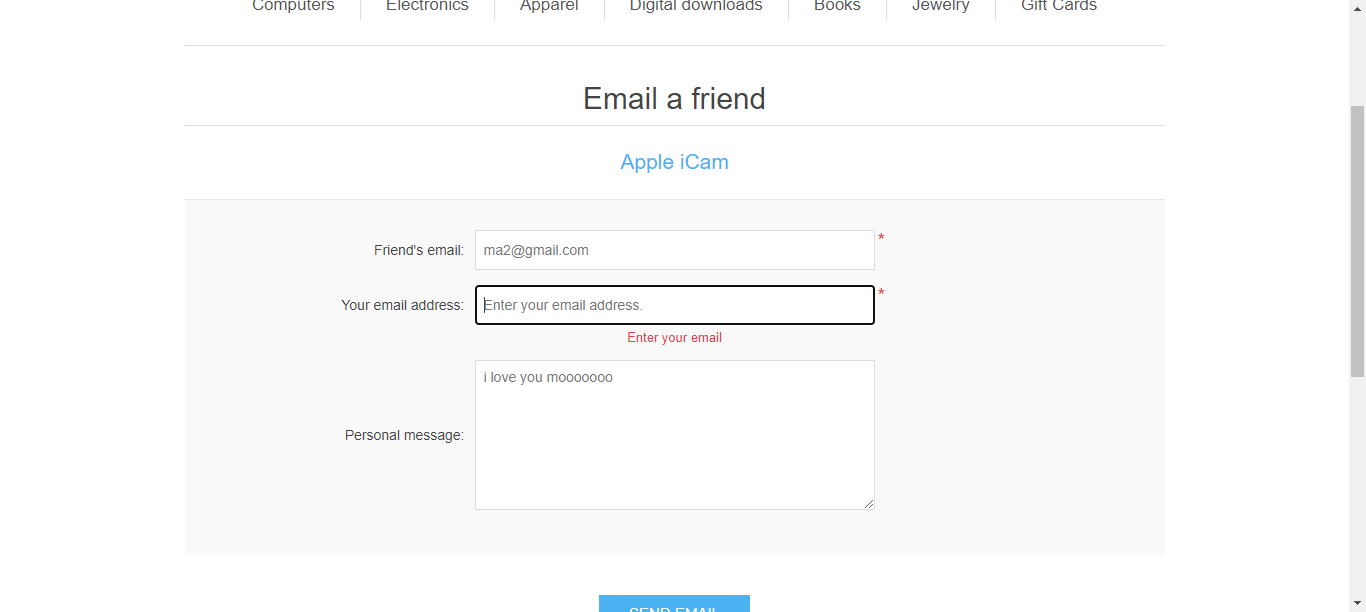 Computers Electronics Apparel Digital downloads Books Jewelry Gift Cards
Email a friend
Apple iCam
Friend's email: ma2@gmail.com *
Your email address: Enter your email address. *
Enter your email
i love you mooooooo
Personal message:
SEND EMAIL